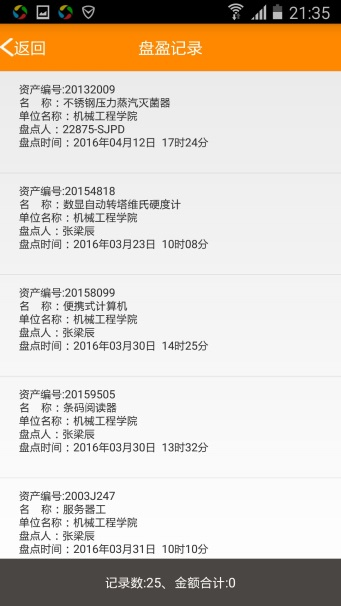 21:35
返回
盘盈记录
资产编号:20132009
名　称：不锈钢压力蒸汽灭菌器
单位名称：机械工程学院
盘点人：22875-SJPD
盘点时间：2016年04月12日 17时24分
资产编号:20154818
名　称：数显自动转塔维氏硬度计
单位名称：机械工程学院
盘点人：张梁辰
盘点时间：2016年03月23日 10时08分
资产编号:20158099
名　称：便携式计算机
单位名称：机械工程学院
盘点人：张梁辰
盘点时间：2016年03月30日 14时25分
资产编号:20159505
名　称：条码阅读器
单位名称：机械工程学院
盘点人：张梁辰
盘点时间：2016年03月30日 13时32分
资产编号:2003J247
名　称：服务器工
单位名称：机械工程学院
盘点人：张梁辰
盘点时间：2016年03月31日 10时10分
记录数:25、金额合计:0